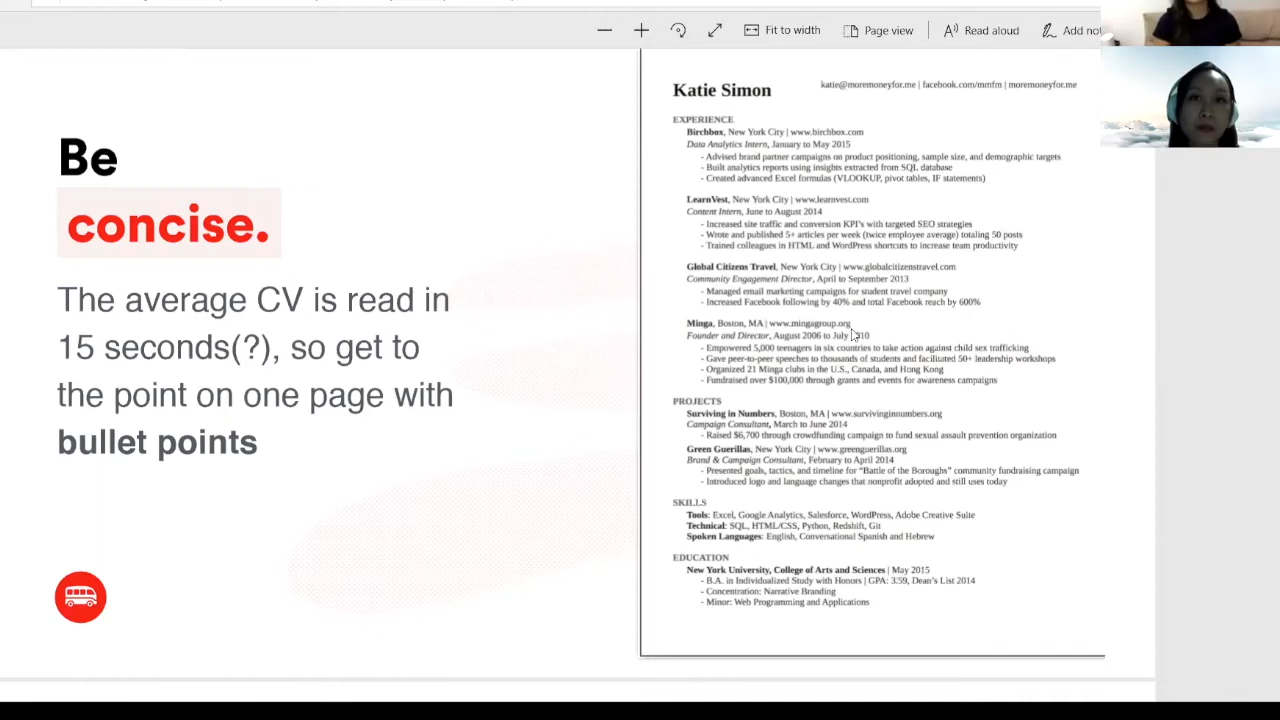 Fit to width
Page view
Read aloud
Be
concise.
The average CV is read in
15 seconds(?), so get to
the point on one page with
bullet points
Katie Simon
katie@moremoneyfor.me | facebook.com/mmfm | moremoneyfor.me
EXPERIENCE
Birchbox, New York City | www.birchbox.com
Data Analytics Intern, January to May 2015
- Advised brand partner campaigns on product positioning, sample size, and demographic targets
- Built analytics reports using insights extracted from SQL database
- Created advanced Excel formulas (VLOOKUP, pivot tables, IF statements)
LearnVest, New York City | www.learnvest.com
Content Intern, June to August 2014
- Increased site traffic and conversion KPI's with targeted SEO strategies
- Wrote and published 5+ articles per week (twice employee average) totaling 50 posts
- Trained colleagues in HTML and WordPress shortcuts to increase team productivity
Global Citizens Travel, New York City | www.globalcitizenstravel.com
Community Engagement Director, April to September 2013
- Managed email marketing campaigns for student travel company
- Increased Facebook following by 40% and total Facebook reach by 600%
Minga, Boston, MA | www.mingagroup.org
Founder and Director, August 2006 to July
- Empowered 5,000 teenagers in six countries to take action against child sex trafficking
- Gave peer-to-peer speeches to thousands of students and facilitated 50+ leadership workshops
- Organized 21 Minga clubs in the U.S., Canada, and Hong Kong
- Fundraised over $100,000 through grants and events for awareness campaigns
PROJECTS
Surviving in Numbers, Boston, MA | www.survivinginnumbers.org
Campaign Consultant, March to June 2014
- Raised $6,700 through crowdfunding campaign to fund sexual assault prevention organization
Green Guerillas, New York City | www.greenguerillas.org
Brand & Campaign Consultant, February to April 2014
- Presented goals, tactics, and timeline for "Battle of the Boroughs" community fundraising campaign
- Introduced logo and language changes that nonprofit adopted and still uses today
SKILLS
Tools: Excel, Google Analytics, Salesforce, WordPress, Adobe Creative Suite
Technical: SQL, HTML/CSS, Python, Redshift, Git
Spoken Languages: English, Conversational Spanish and Hebrew
EDUCATION
New York University, College of Arts and Sciences | May 2015
- B.A. in Individualized Study with Honors | GPA: 3.59, Dean's List 2014
- Concentration: Narrative Branding
- Minor: Web Programming and Applications